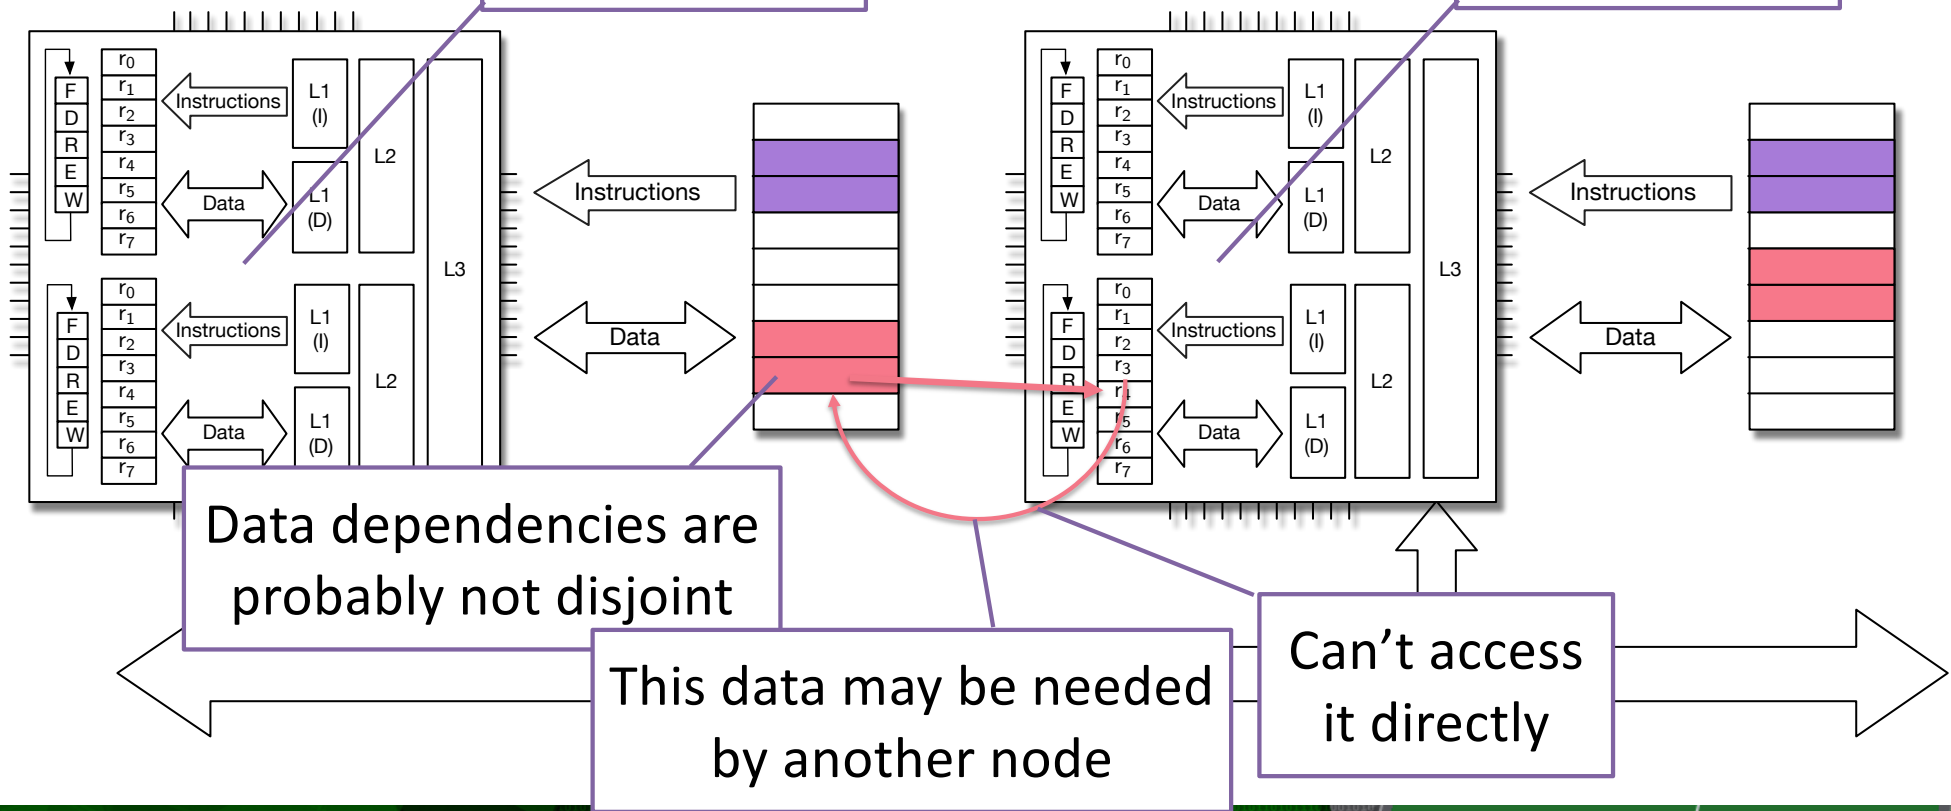 r0
r1
r2
r3
r4
r5
r6
r7
F
D
R
E
W
Instructions
L1
(I)
Data
L1
(D)
L2
L3
r0
r1
r2
r3
r4
r5
r6
r7
F
D
R
E
W
Instructions
L1
(I)
Data
L1
(D)
L2
Instructions
Data
r0
r1
r2
r3
r4
r5
r6
r7
F
D
R
E
W
Instructions
L1
(I)
Data
L1
(D)
L2
L3
r0
r1
r2
r3
r4
r5
r6
r7
F
D
R
E
W
Instructions
L1
(I)
Data
L1
(D)
L2
Instructions
Data
Data dependencies are
probably not disjoint
This data may be needed
by another node
Can’t access
it directly